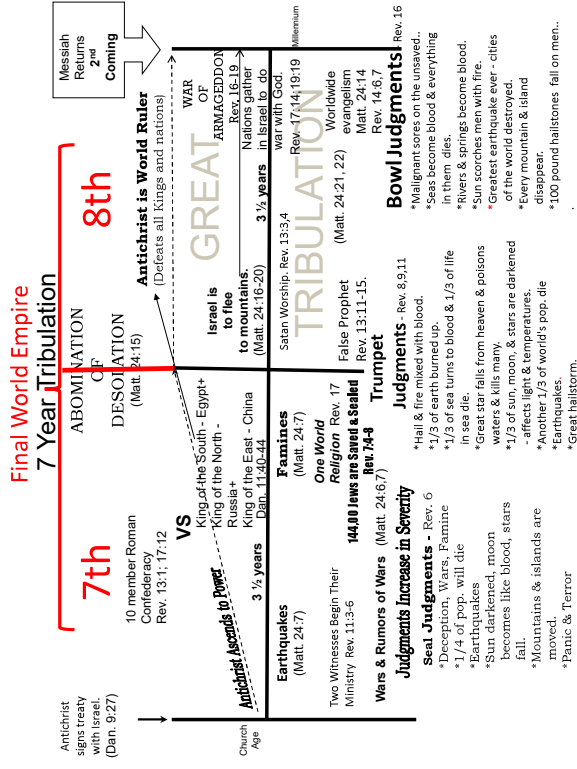 Final World Empire
7 Year Tribulation
7th
8th
Antichrist
signs treaty
with Israel.
(Dan. 9:27)
10 member Roman
Confederacy
Rev. 13:1; 17:12
ABOMINATION
OF
DESOLATION
(Matt. 24:15)
Antichrist is World Ruler
(Defeats all Kings and nations)
Messiah
Returns
2nd
Coming
VS
King of the South - Egypt+
King of the North -
Russia+
King of the East - China
Dan. 11:40-44
Antichrist Ascends to Power
3 ½ years
Israel is
to flee
to mountains.
(Matt. 24:16-20)
GREAT
3 ½ years
WAR
OF
ARMAGEDDON
Rev. 16-19
Nations gather
in Israel to do
war with God.
Rev. 17:14;19:19
Church
Age
Millennium
Earthquakes
(Matt. 24:7)
Famines
(Matt. 24:7)
Satan Worship. Rev. 13:3,4
TRIBULATION
(Matt. 24:21, 22)
Two Witnesses Begin Their
Ministry Rev. 11:3-6
One World
Religion Rev. 17
144,00 Jews are Saved & Sealed
Rev. 7:4-8
False Prophet
Rev. 13:11-15.
Worldwide
evangelism
Matt. 24:14
Rev. 14:6,7
Wars & Rumors of Wars (Matt. 24:6,7)
Judgments Increase in Severity
Seal Judgments - Rev. 6
*Deception, Wars, Famine
*1/4 of pop. will die
*Earthquakes
*Sun darkened, moon
becomes like blood, stars
fall.
*Mountains & islands are
moved.
*Panic & Terror
Trumpet
Judgments - Rev. 8,9,11
*Hail & fire mixed with blood.
*1/3 of earth burned up.
*1/3 of sea turns to blood & 1/3 of life
in sea die.
*Great star falls from heaven & poisons
waters & kills many.
*1/3 of sun, moon, & stars are darkened
- affects light & temperatures.
*Another 1/3 of world's pop. die
*Earthquakes.
*Great hailstorm.
Bowl Judgments - Rev. 16
*Malignant sores on the unsaved..
*Seas become blood & everything
in them dies.
*Rivers & springs become blood.
*Sun scorches men with fire.
*Greatest earthquake ever - cities
of the world destroyed.
*Every mountain & island
disappear.
*100 pound hailstones fall on men..
.